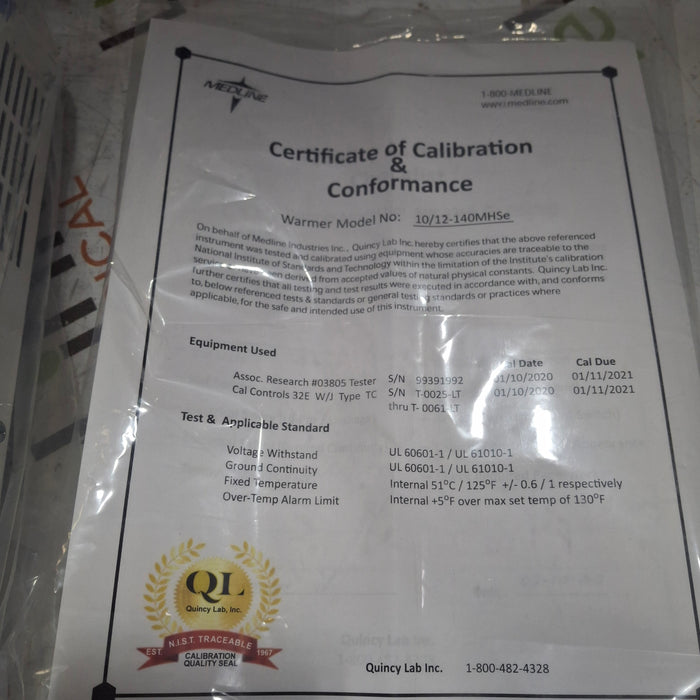 MEDLINE
1-800-MEDLINE
www.medline.com
Certificate of Calibration
&
Conformance
Warmer Model No: 10/12-140MHSe
On behalf of Medline Industries Inc., Quincy Lab Inc. hereby certifies that the above referenced
instrument was tested and calibrated using equipment whose accuracies are traceable to the
National Institute of Standards and Technology within the limitation of the Institute's calibration
derived from accepted values of natural physical constants. Quincy Lab Inc.
further certifies that all testing and test results were executed in accordance with, and conforms
to, below referenced tests & standards or general testing standards or practices where
applicable, for the safe and intended use of this instrument.
Equipment Used
Cal Date Cal Due
Assoc. Research #03805 Tester S/N 99391992 01/10/2020 01/11/2021
Cal Controls 32E W/J Type TC S/N T-0025-LT 01/10/2020 01/11/2021
thru T-0061-LT
Test & Applicable Standard
Voltage Withstand UL 60601-1 / UL 61010-1
Ground Continuity UL 60601-1 / UL 61010-1
Fixed Temperature Internal 51°C / 125°F +/- 0.6 / 1 respectively
Over-Temp Alarm Limit Internal +5°F over max set temp of 130°F
QL
Quincy Lab, Inc.
N.I.S.T. TRACEABLE
EST. 1967
CALIBRATION
QUALITY SEAL
Quincy Lab Inc. 1-800-482-4328
ICAL